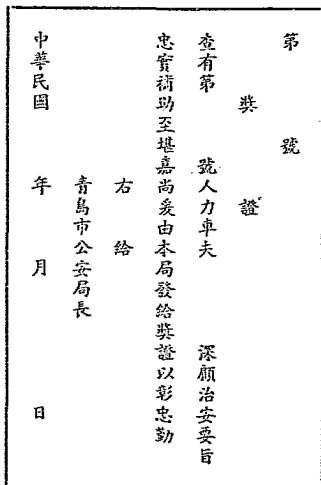 第　　號
獎　　證
查有第　　號人力車夫　　深顧治安要旨
忠實衛助至堪嘉尚爰由本局發給獎證以彰忠勤
右給
青島市公安局長
中華民國　　年　　月　　日